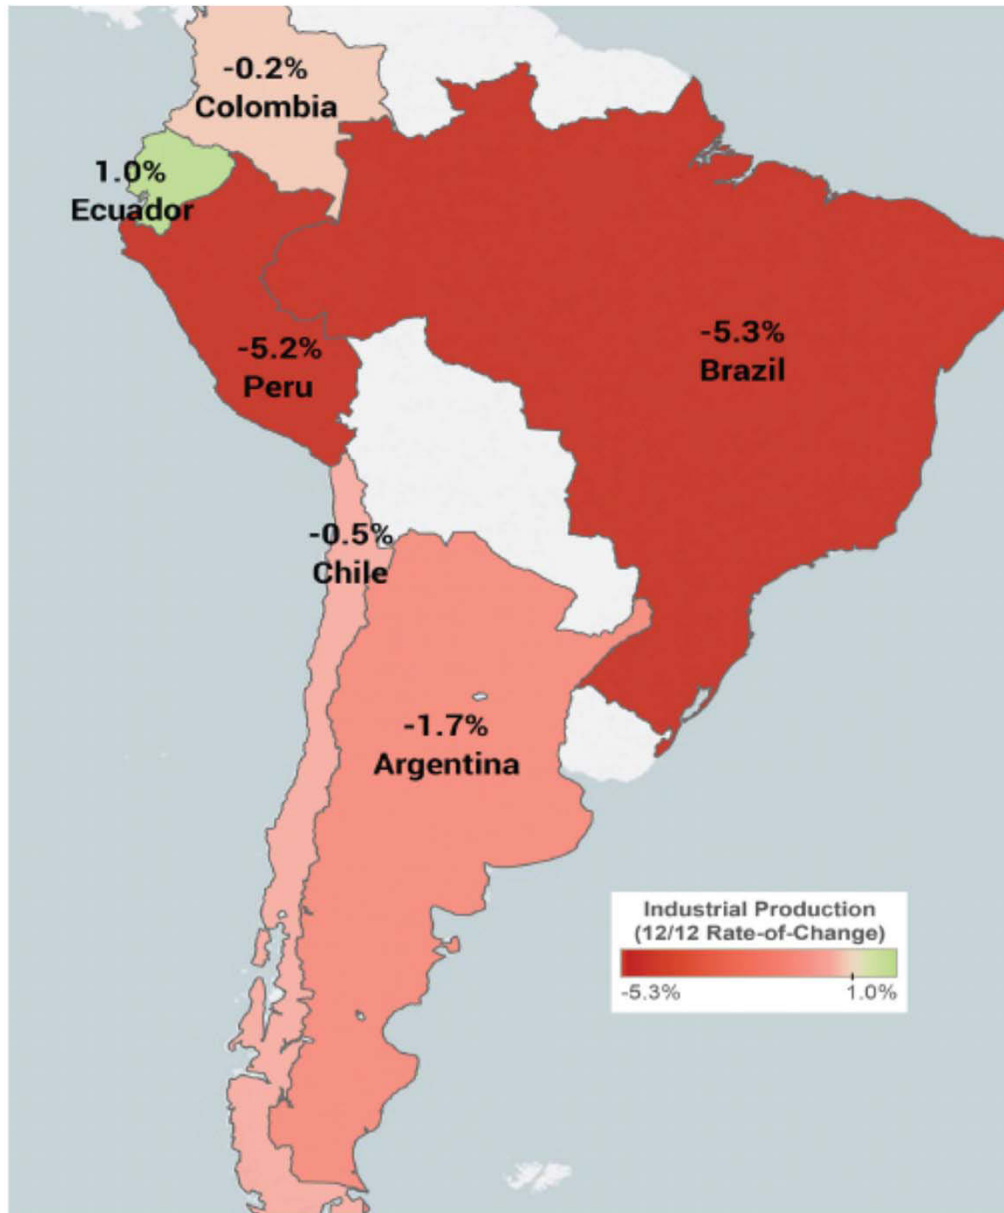 -0.2%
Colombia
1.0%
Ecuador
-5.2%
Peru
-5.3%
Brazil
-0.5%
Chile
-1.7%
Argentina
Industrial Production
(12/12 Rate-of-Change)
-5.3% 1.0%